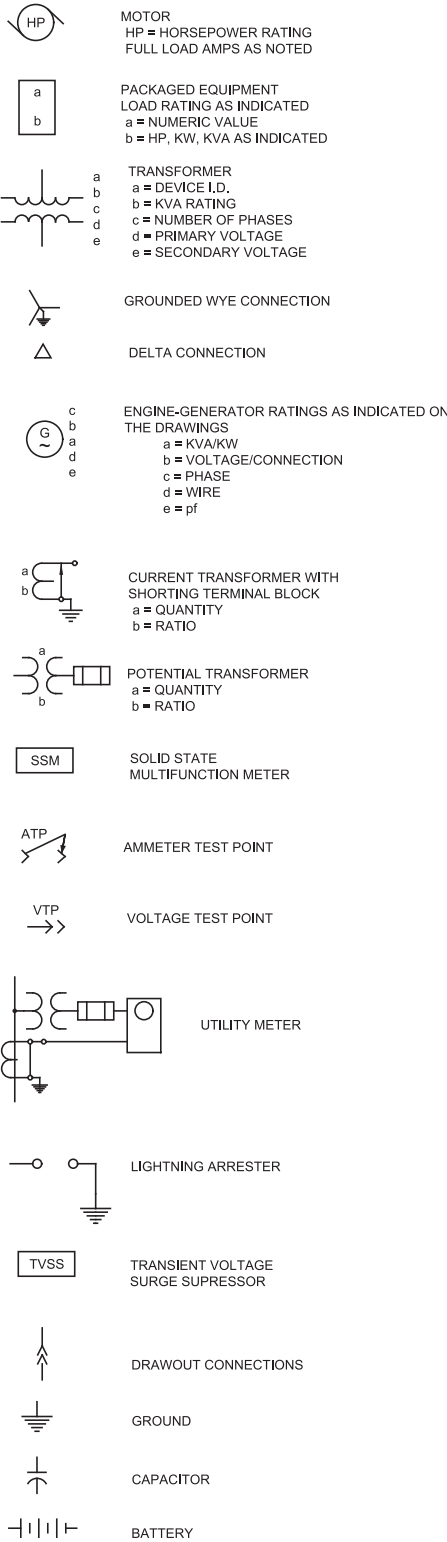 HP
MOTOR
HP = HORSEPOWER RATING
FULL LOAD AMPS AS NOTED
a
b
PACKAGED EQUIPMENT
LOAD RATING AS INDICATED
a = NUMERIC VALUE
b = HP, KW, KVA AS INDICATED
a
b
c
d
e
TRANSFORMER
a = DEVICE I.D.
b = KVA RATING
c = NUMBER OF PHASES
d = PRIMARY VOLTAGE
e = SECONDARY VOLTAGE
GROUNDED WYE CONNECTION
DELTA CONNECTION
G
~
c
b
a
d
e
ENGINE-GENERATOR RATINGS AS INDICATED ON
THE DRAWINGS
a = KVA/KW
b = VOLTAGE/CONNECTION
c = PHASE
d = WIRE
e = pf
a
b
CURRENT TRANSFORMER WITH
SHORTING TERMINAL BLOCK
a = QUANTITY
b = RATIO
a
b
POTENTIAL TRANSFORMER
a = QUANTITY
b = RATIO
SSM
SOLID STATE
MULTIFUNCTION METER
ATP
AMMETER TEST POINT
VTP
VOLTAGE TEST POINT
UTILITY METER
LIGHTNING ARRESTER
TVSS
TRANSIENT VOLTAGE
SURGE SUPRESSOR
DRAWOUT CONNECTIONS
GROUND
CAPACITOR
BATTERY